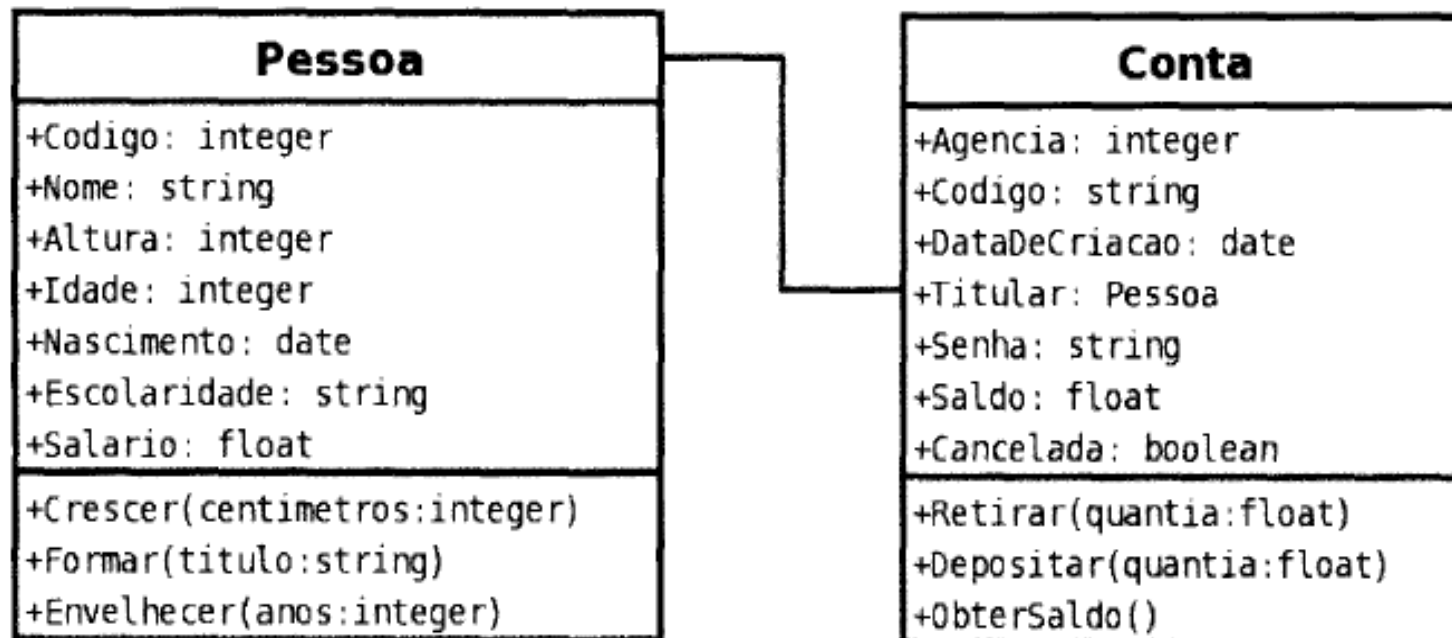 Pessoa
+Codigo: integer
+Nome: string
+Altura: integer
+Idade: integer
+Nascimento: date
+Escolaridade: string
+Salario: float
+Crescer(centimetros:integer)
+Formar(titulo:string)
+Envelhecer(anos:integer)
Conta
+Agencia: integer
+Codigo: string
+DataDeCriacao: date
+Titular: Pessoa
+Senha: string
+Saldo: float
+Cancelada: boolean
+Retirar(quantia:float)
+Depositar(quantia:float)
+ObterSaldo()